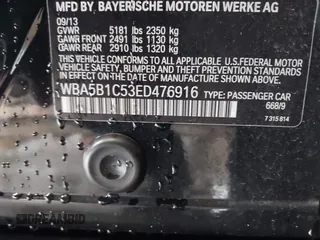 MFD BY BAYERISCHE MOTOREN WERKE AG
09/13
GVWR 5181 lbs 2350 kg
GAWR FRONT 2491 lbs 1130 kg
GAWR REAR 2910 lbs 1320 kg
THIS VEHICLE CONFORMS TO ALL APPLICABLE U.S.FEDERAL MOTOR
VEHICLE SAFETY, BUMPER AND THEFT PREVENTION STANDARDS
IN EFFECT ON THE DATE OF MANUFACTURE SHOWN ABOVE.
WBA5B1C53ED476916 TYPE: PASSENGER CAR
668/9
7 315 814
DREAMBID